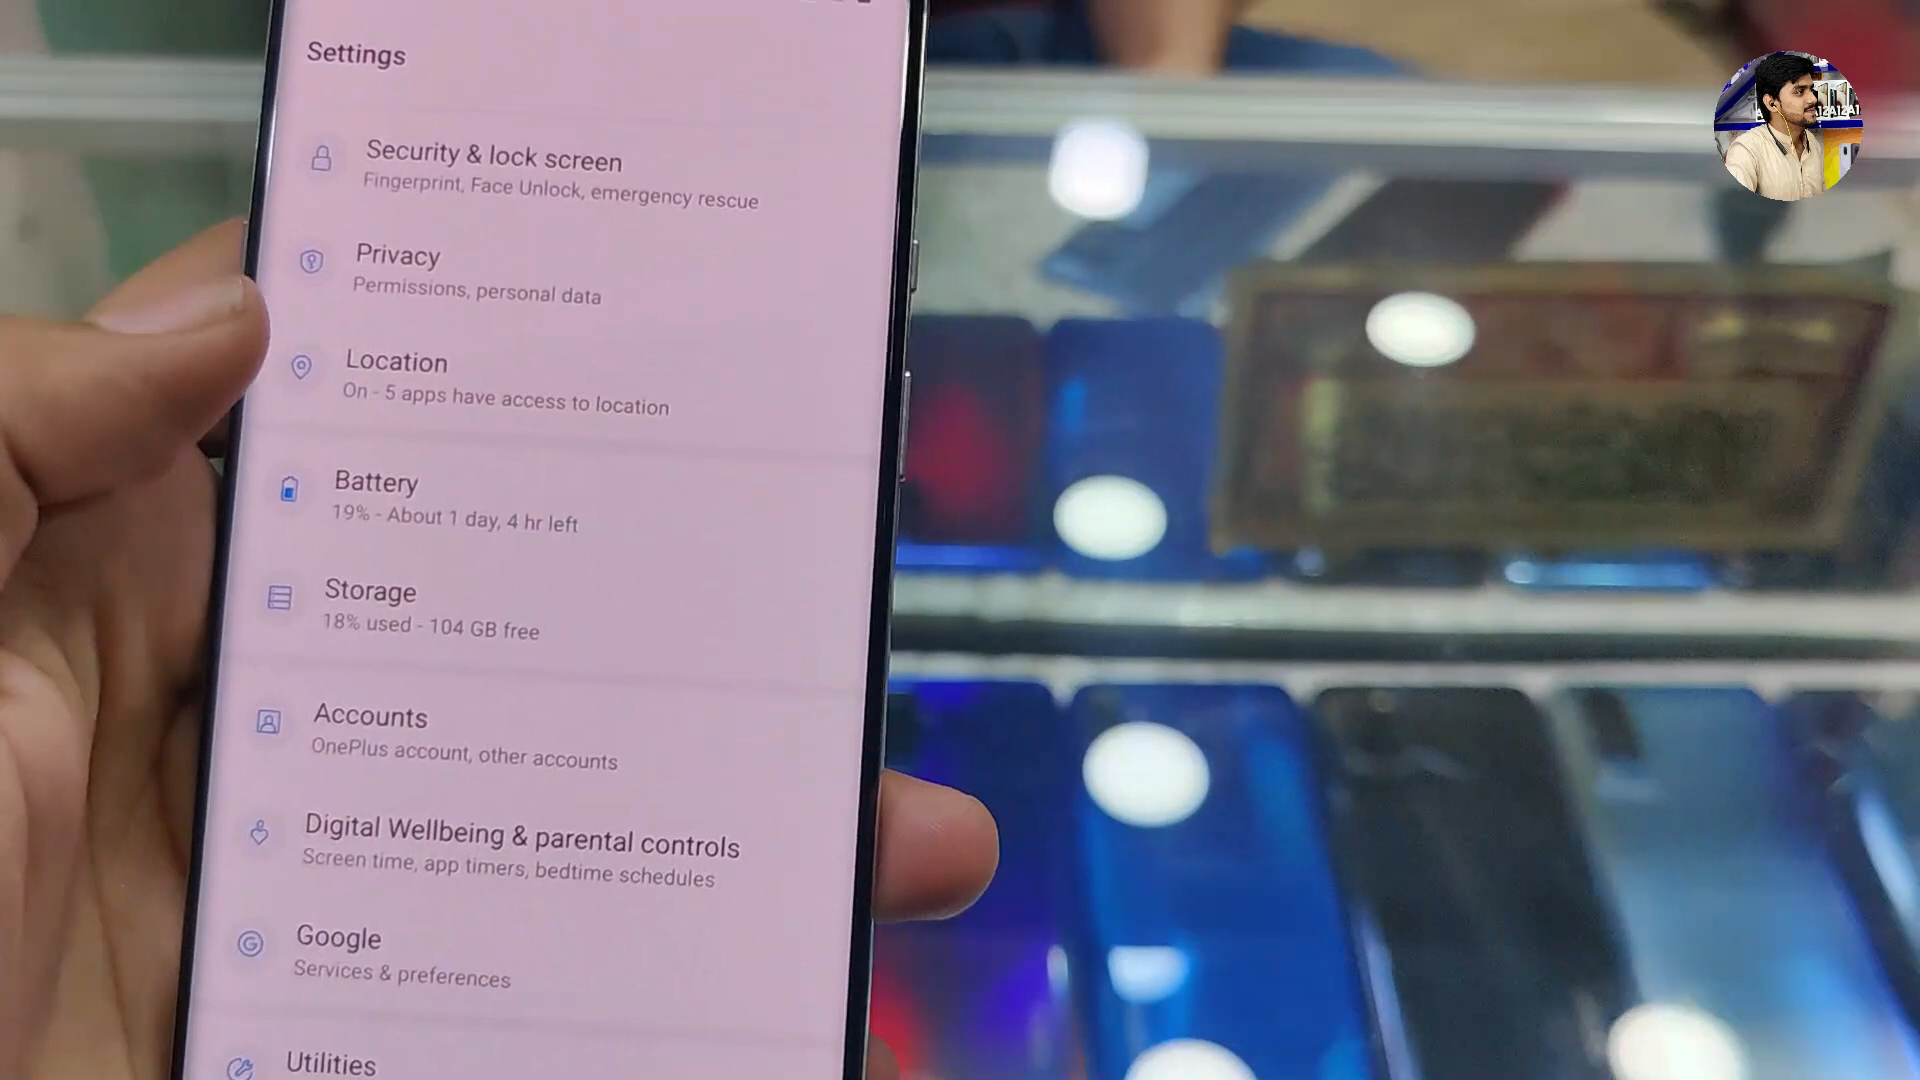 Settings
Security & lock screen
Fingerprint, Face Unlock, emergency rescue
Privacy
Permissions, personal data
Location
On - 5 apps have access to location
Battery
19% - About 1 day, 4 hr left
Storage
18% used - 104 GB free
Accounts
OnePlus account, other accounts
Digital Wellbeing & parental controls
Screen time, app timers, bedtime schedules
Google
Services & preferences
Utilities